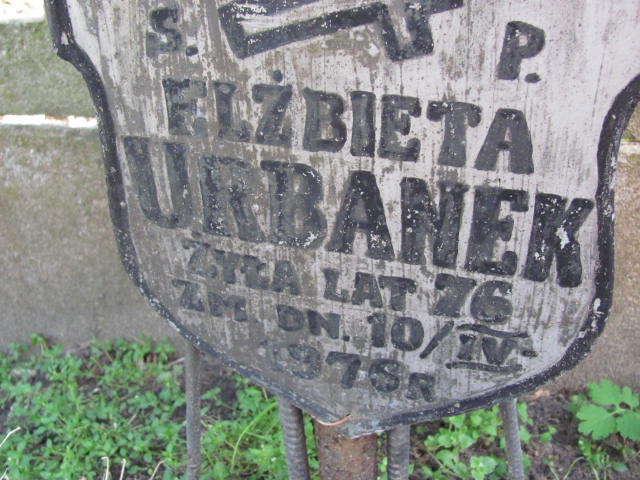 Ś. P.
ELŻBIETA
URBANEK
ŻYŁA LAT 76
ZM DN. 10/IV-
1976R